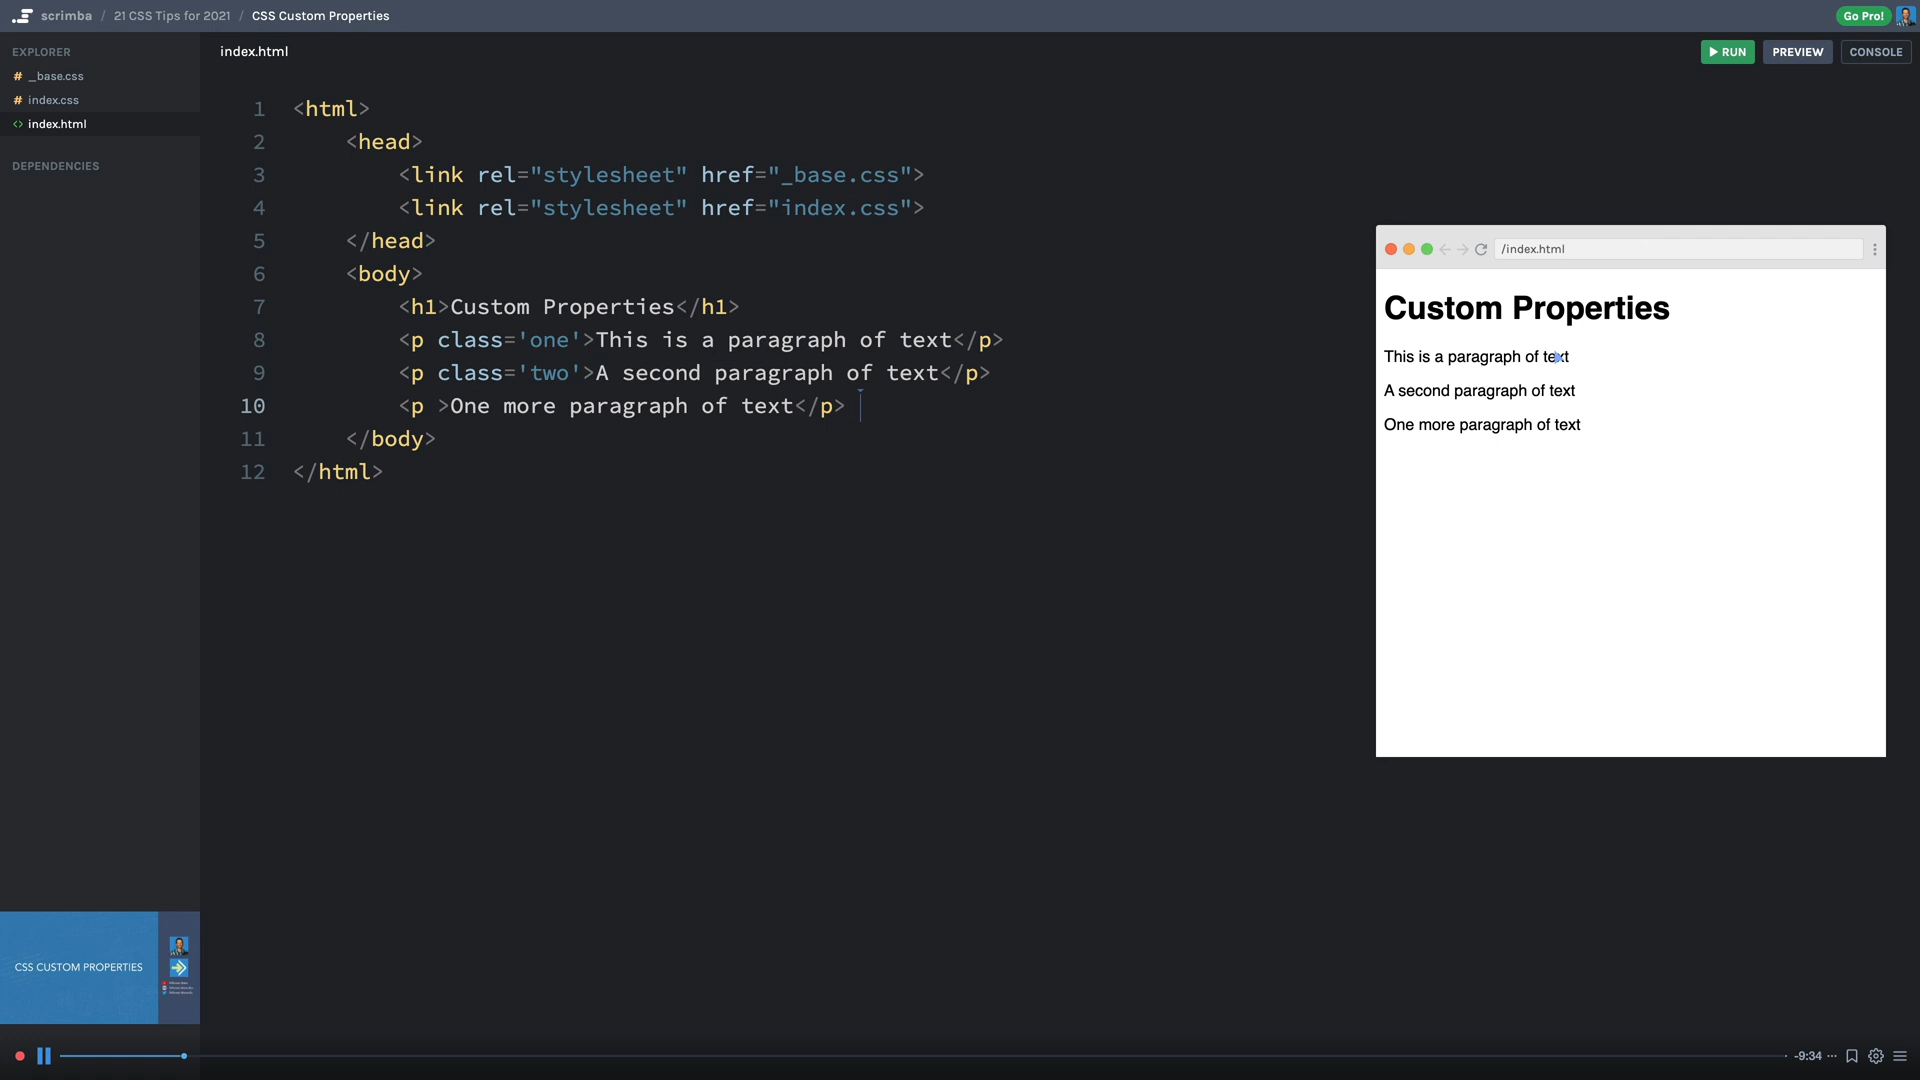 scrimba / 21 CSS Tips for 2021 / CSS Custom Properties
Go Pro!
EXPLORER
# _base.css
# index.css
<> index.html
DEPENDENCIES
index.html
RUN
PREVIEW
CONSOLE
1 <html>
2 <head>
3 <link rel="stylesheet" href="_base.css">
4 <link rel="stylesheet" href="index.css">
5 </head>
6 <body>
7 <h1>Custom Properties</h1>
8 <p class='one'>This is a paragraph of text</p>
9 <p class='two'>A second paragraph of text</p>
10 <p >One more paragraph of text</p>
11 </body>
12 </html>
/index.html
Custom Properties
This is a paragraph of text
A second paragraph of text
One more paragraph of text
CSS CUSTOM PROPERTIES
-9:34